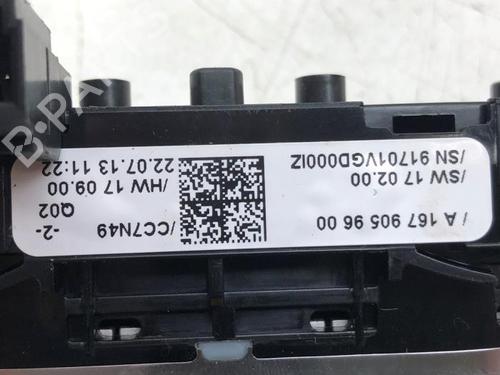 / A 167 905 96 00
/SW 17 02.00
/SN 91701VGD000IZ
/CC7N49
-2-
Q02
/HW 17 09.00
22.07.13 11:22
B-PARTS